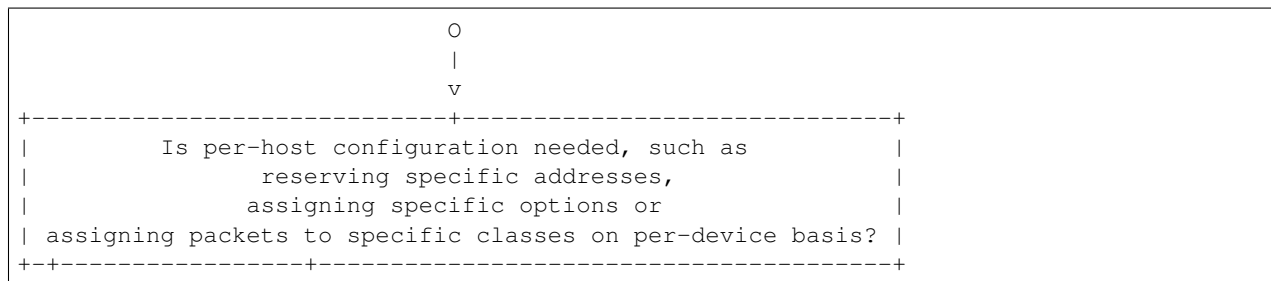 O
|
v
+-----------------------------+------------------------------+
| Is per-host configuration needed, such as |
| reserving specific addresses, |
| assigning specific options or |
| assigning packets to specific classes on per-device basis? |
+-+-----------------+----------------------------------------+